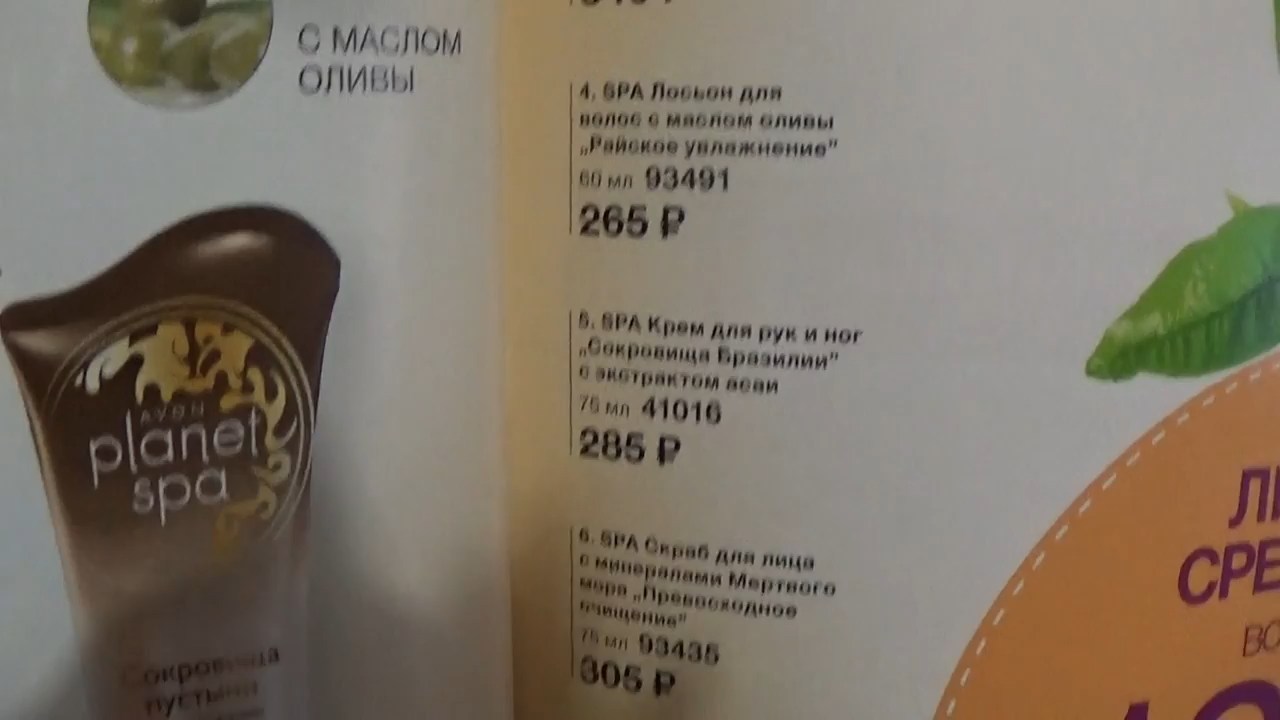 С МАСЛОМ
ОЛИВЫ
AVON
planet
spa
Сокровища
пустыни
4. SPA Лосьон для
волос с маслом оливы
„Райское увлажнение"
60 мл 93491
265 ₽
5. SPA Крем для рук и ног
„Сокровища Бразилии"
с экстрактом асаи
75 мл 41016
285 ₽
6. SPA Скраб для лица
с минералами Мертвого
моря „Превосходное
очищение"
75 мл 93435
305 ₽